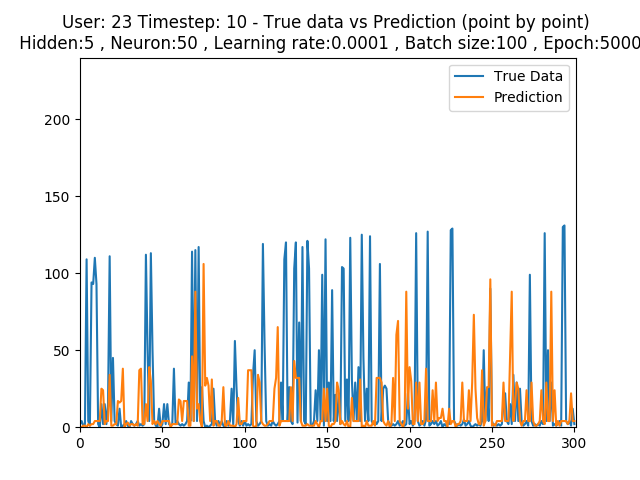 User: 23 Timestep: 10 - True data vs Prediction (point by point)
Hidden:5 , Neuron:50 , Learning rate:0.0001 , Batch size:100 , Epoch:5000
True Data
Prediction
200
150
100
50
0
0 50 100 150 200 250 300